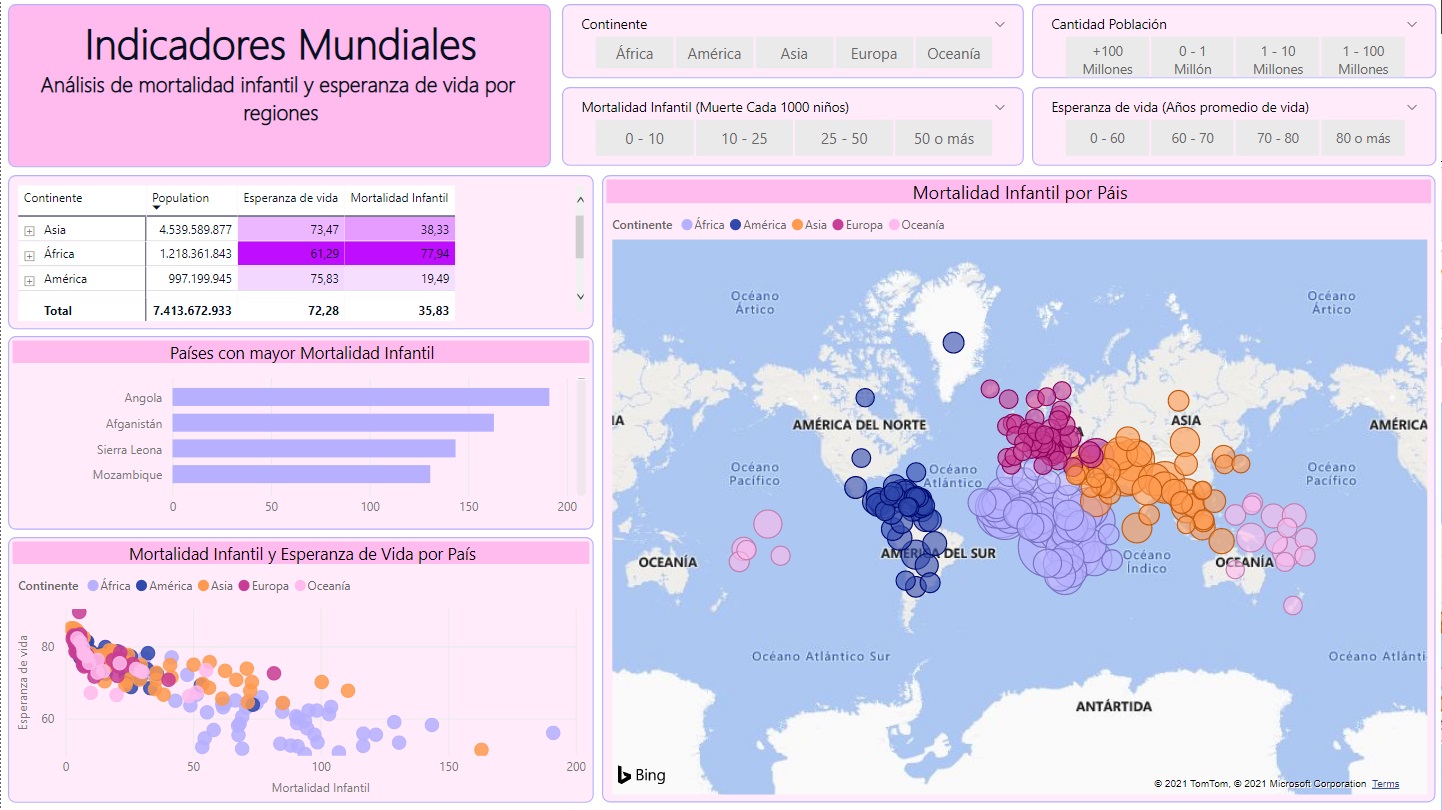 Indicadores Mundiales
Análisis de mortalidad infantil y esperanza de vida por
regiones
Continente
África América Asia Europa Oceanía
Cantidad Población
+100 Millones 0 - 1 Millón 1 - 10 Millones 1 - 100 Millones
Mortalidad Infantil (Muerte Cada 1000 niños)
0 - 10 10 - 25 25 - 50 50 o más
Esperanza de vida (Años promedio de vida)
0 - 60 60 - 70 70 - 80 80 o más
Continente Population Esperanza de vida Mortalidad Infantil
Asia 4.539.589.877 73,47 38,33
África 1.218.361.843 61,29 77,94
América 997.199.945 75,83 19,49
Total 7.413.672.933 72,28 35,83
Países con mayor Mortalidad Infantil
Angola
Afganistán
Sierra Leona
Mozambique
0 50 100 150 200
Mortalidad Infantil y Esperanza de Vida por País
Continente África América Asia Europa Oceanía
Esperanza de vida
80
60
0 50 100 150 200
Mortalidad Infantil
Mortalidad Infantil por Páis
Continente África América Asia Europa Oceanía
Océano
Ártico
Océano
Ártico
AMÉRICA DEL NORTE
ASIA
AMÉRICA
Océano
Pacífico
Océano
Atlántico
Océano
Pacífico
OCEANÍA
AMÉRICA DEL SUR
Océano
Índico
OCEANÍA
Océano Atlántico Sur
Océano Atlánti
ANTÁRTIDA
Bing
© 2021 TomTom, © 2021 Microsoft Corporation Terms